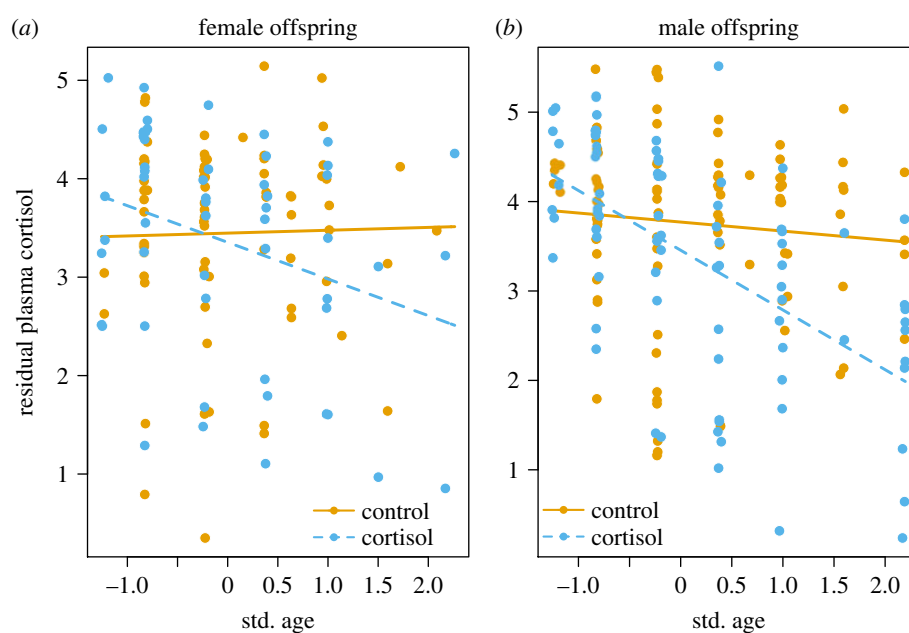 (a) female offspring
residual plasma cortisol
5
4
3
2
1
control
cortisol
−1.0 0 0.5 1.0 1.5 2.0
std. age
(b) male offspring
5
4
3
2
1
control
cortisol
−1.0 0 0.5 1.0 1.5 2.0
std. age